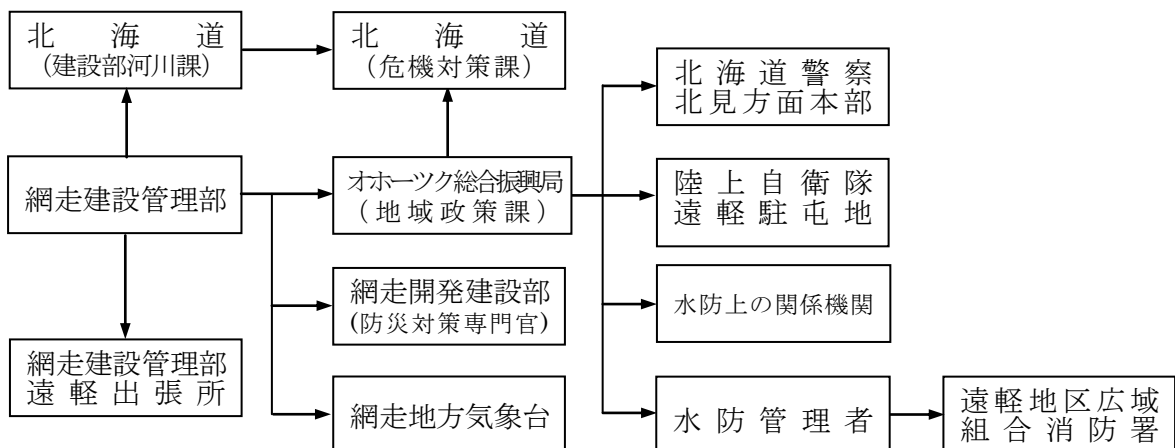 北海道
(建設部河川課)
北海道
(危機対策課)
北海道警察
北見方面本部
網走建設管理部
オホーツク総合振興局
(地域政策課)
陸上自衛隊
遠軽駐屯地
網走開発建設部
(防災対策専門官)
水防上の関係機関
網走建設管理部
遠軽出張所
網走地方気象台
水防管理者
遠軽地区広域
組合消防署